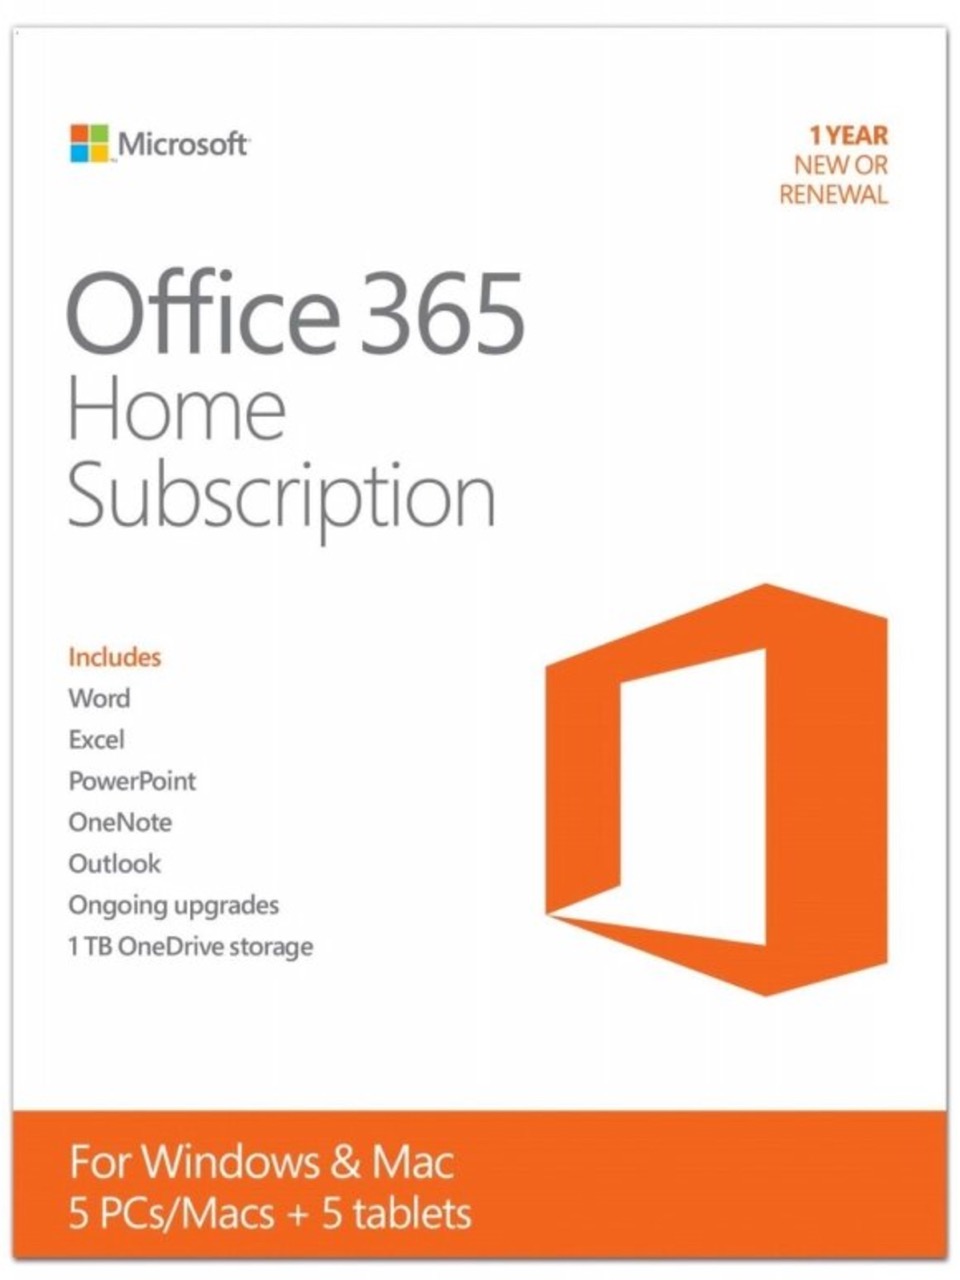 Microsoft
1 YEAR
NEW OR
RENEWAL
Office 365
Home
Subscription
Includes
Word
Excel
PowerPoint
OneNote
Outlook
Ongoing upgrades
1 TB OneDrive storage
For Windows & Mac
5 PCs/Macs + 5 tablets